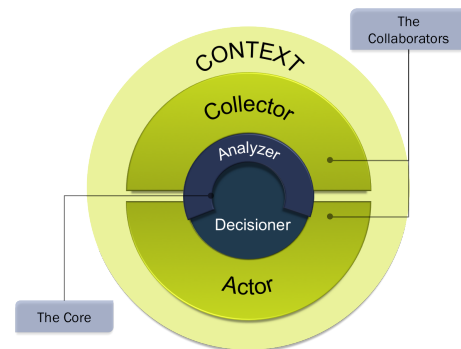 The
Collaborators
CONTEXT
Collector
Analyzer
Decisioner
Actor
The Core